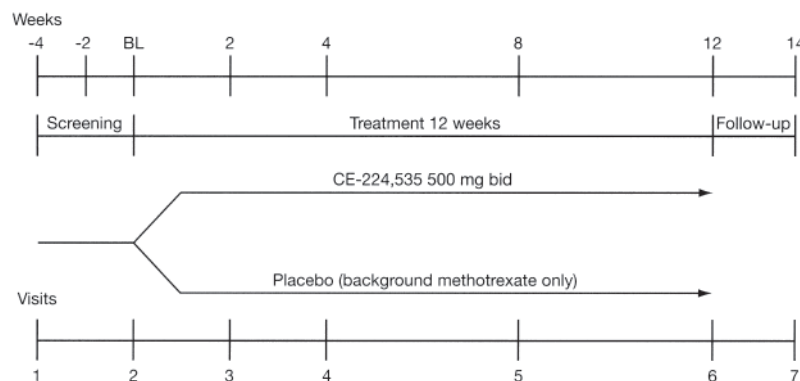 Weeks
-4 -2 BL 2 4 8 12 14
Screening Treatment 12 weeks Follow-up
CE-224,535 500 mg bid
Placebo (background methotrexate only)
Visits
1 2 3 4 5 6 7